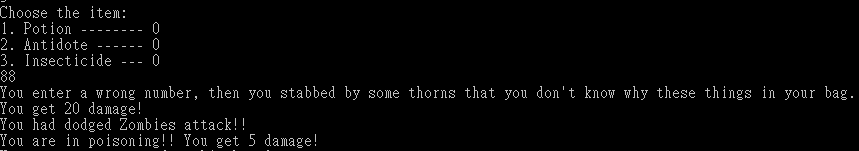 Choose the item:
1. Potion -------- 0
2. Antidote ------ 0
3. Insecticide --- 0
88
You enter a wrong number, then you stabbed by some thorns that you don't know why these things in your bag.
You get 20 damage!
You had dodged Zombies attack!!
You are in poisoning!! You get 5 damage!